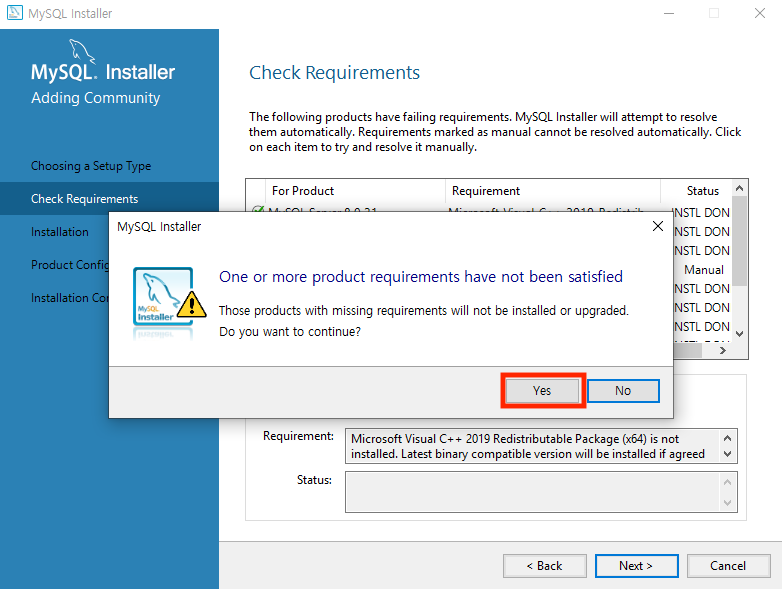 MySQL Installer
MySQL. Installer
Adding Community
Choosing a Setup Type
Check Requirements
Installation
Product Config
Installation Co
Check Requirements
The following products have failing requirements. MySQL Installer will attempt to resolve
them automatically. Requirements marked as manual cannot be resolved automatically. Click
on each item to try and resolve it manually.
For Product Requirement Status
MySQL Server 8.0.31 Microsoft Visual C++ 2019 Redistrib INSTL DON
INSTL DON
INSTL DON
Manual
INSTL DON
INSTL DON
INSTL DON
MySQL Installer
One or more product requirements have not been satisfied
Those products with missing requirements will not be installed or upgraded.
Do you want to continue?
MySQL
Installer
Yes No
Requirement: Microsoft Visual C++ 2019 Redistributable Package (x64) is not
installed. Latest binary compatible version will be installed if agreed
Status:
< Back Next > Cancel